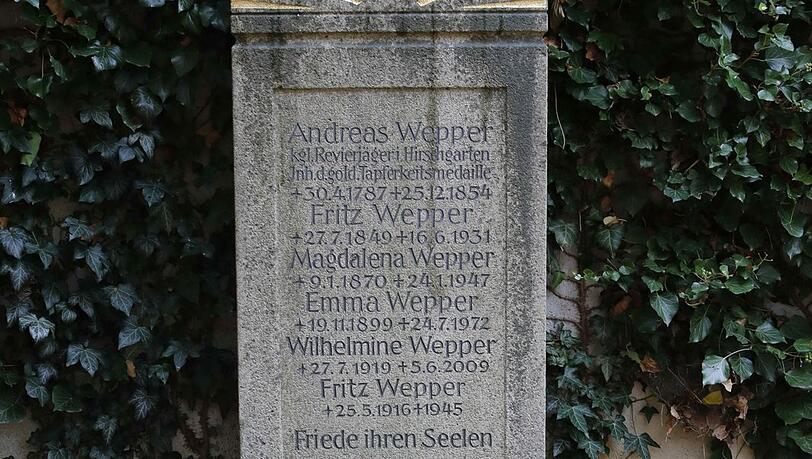 Andreas Wepper
kgl.Revierjäger i.Hirschgarten
Jnh.d.gold.Tapferkeitsmedaille
+30.4.1787+25.12.1854
Fritz Wepper
+27.7.1849+16.6.1931
Magdalena Wepper
+9.1.1870+24.1.1947
Emma Wepper
+19.11.1899+24.7.1972
Wilhelmine Wepper
+27.7.1919+5.6.2009
Fritz Wepper
+25.5.1916+1945
Friede ihren Seelen